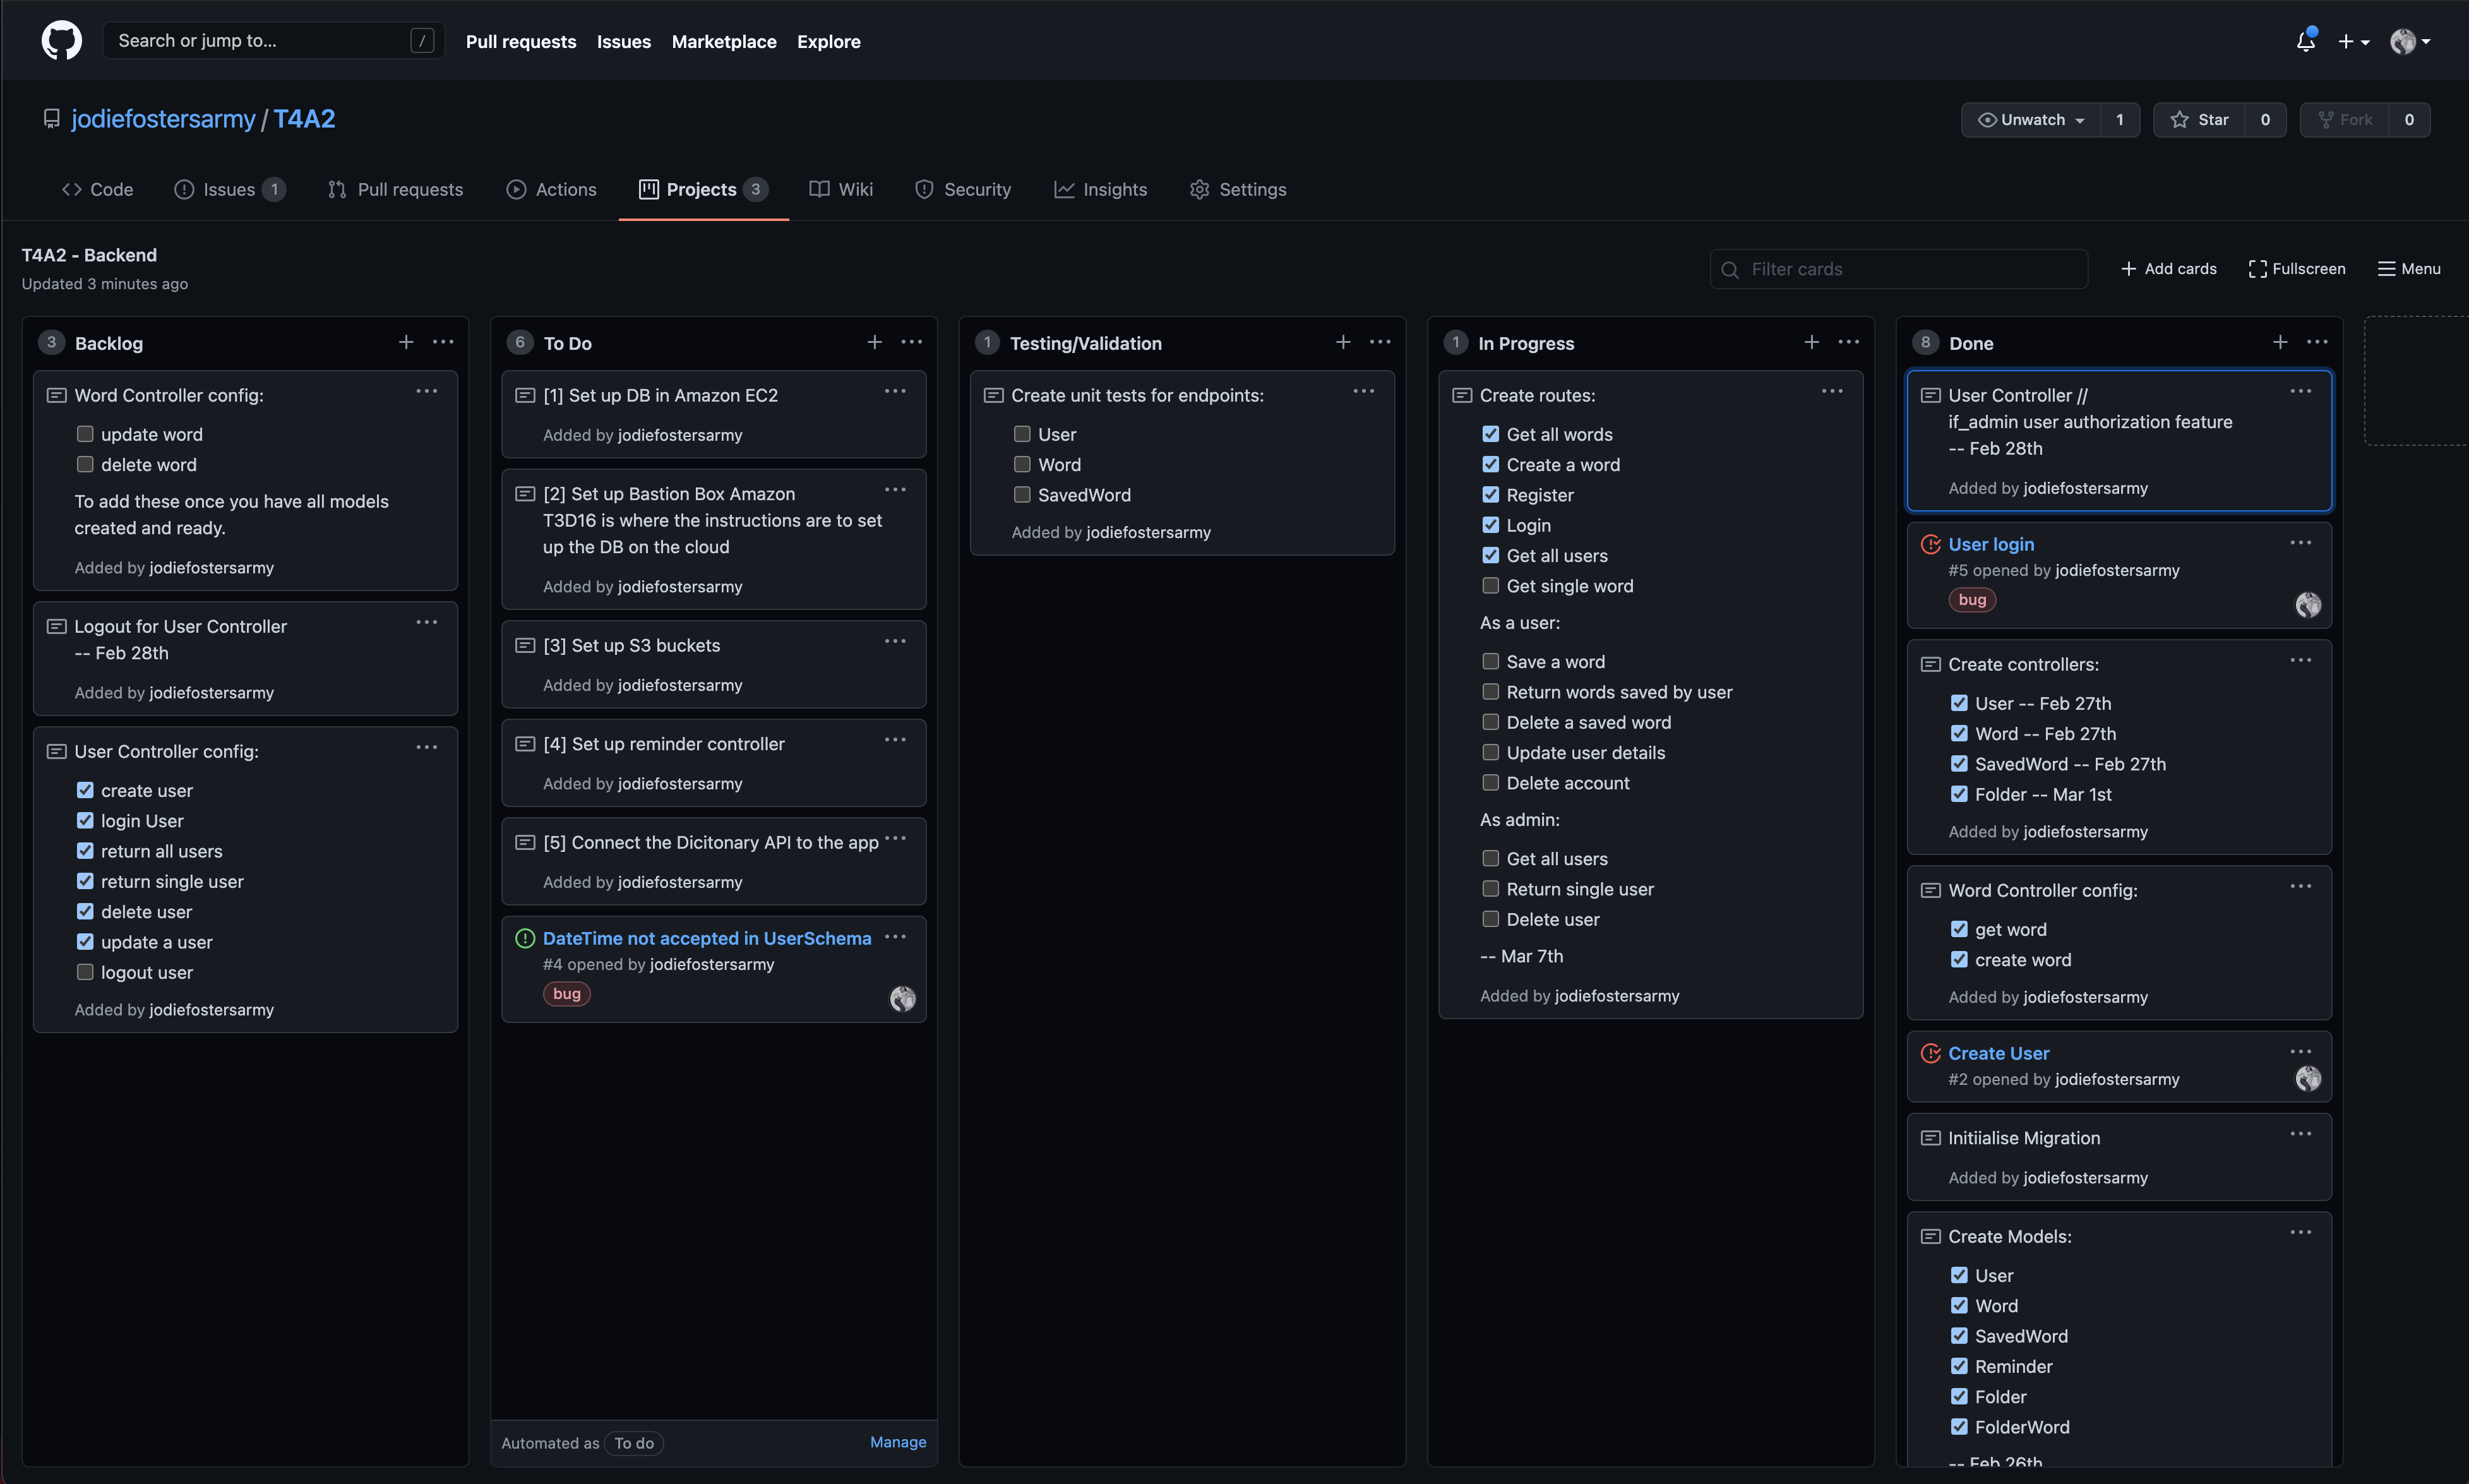 Search or jump to...
/
Pull requests
Issues
Marketplace
Explore
jodiefostersarmy / T4A2
Unwatch
1
Star
0
Fork
0
Code
Issues 1
Pull requests
Actions
Projects 3
Wiki
Security
Insights
Settings
T4A2 - Backend
Updated 3 minutes ago
Filter cards
Add cards
Fullscreen
Menu
3 Backlog
Word Controller config:
update word
delete word
To add these once you have all models
created and ready.
Added by jodiefostersarmy
Logout for User Controller
-- Feb 28th
Added by jodiefostersarmy
User Controller config:
create user
login User
return all users
return single user
delete user
update a user
logout user
Added by jodiefostersarmy
6 To Do
[1] Set up DB in Amazon EC2
Added by jodiefostersarmy
[2] Set up Bastion Box Amazon
T3D16 is where the instructions are to set
up the DB on the cloud
Added by jodiefostersarmy
[3] Set up S3 buckets
Added by jodiefostersarmy
[4] Set up reminder controller
Added by jodiefostersarmy
[5] Connect the Dicitonary API to the app
Added by jodiefostersarmy
DateTime not accepted in UserSchema
#4 opened by jodiefostersarmy
bug
Automated as To do
Manage
1 Testing/Validation
Create unit tests for endpoints:
User
Word
SavedWord
Added by jodiefostersarmy
1 In Progress
Create routes:
Get all words
Create a word
Register
Login
Get all users
Get single word
As a user:
Save a word
Return words saved by user
Delete a saved word
Update user details
Delete account
As admin:
Get all users
Return single user
Delete user
-- Mar 7th
Added by jodiefostersarmy
8 Done
User Controller //
if_admin user authorization feature
-- Feb 28th
Added by jodiefostersarmy
User login
#5 opened by jodiefostersarmy
bug
Create controllers:
User -- Feb 27th
Word -- Feb 27th
SavedWord -- Feb 27th
Folder -- Mar 1st
Added by jodiefostersarmy
Word Controller config:
get word
create word
Added by jodiefostersarmy
Create User
#2 opened by jodiefostersarmy
Initiialise Migration
Added by jodiefostersarmy
Create Models:
User
Word
SavedWord
Reminder
Folder
FolderWord
-- Feb 26th